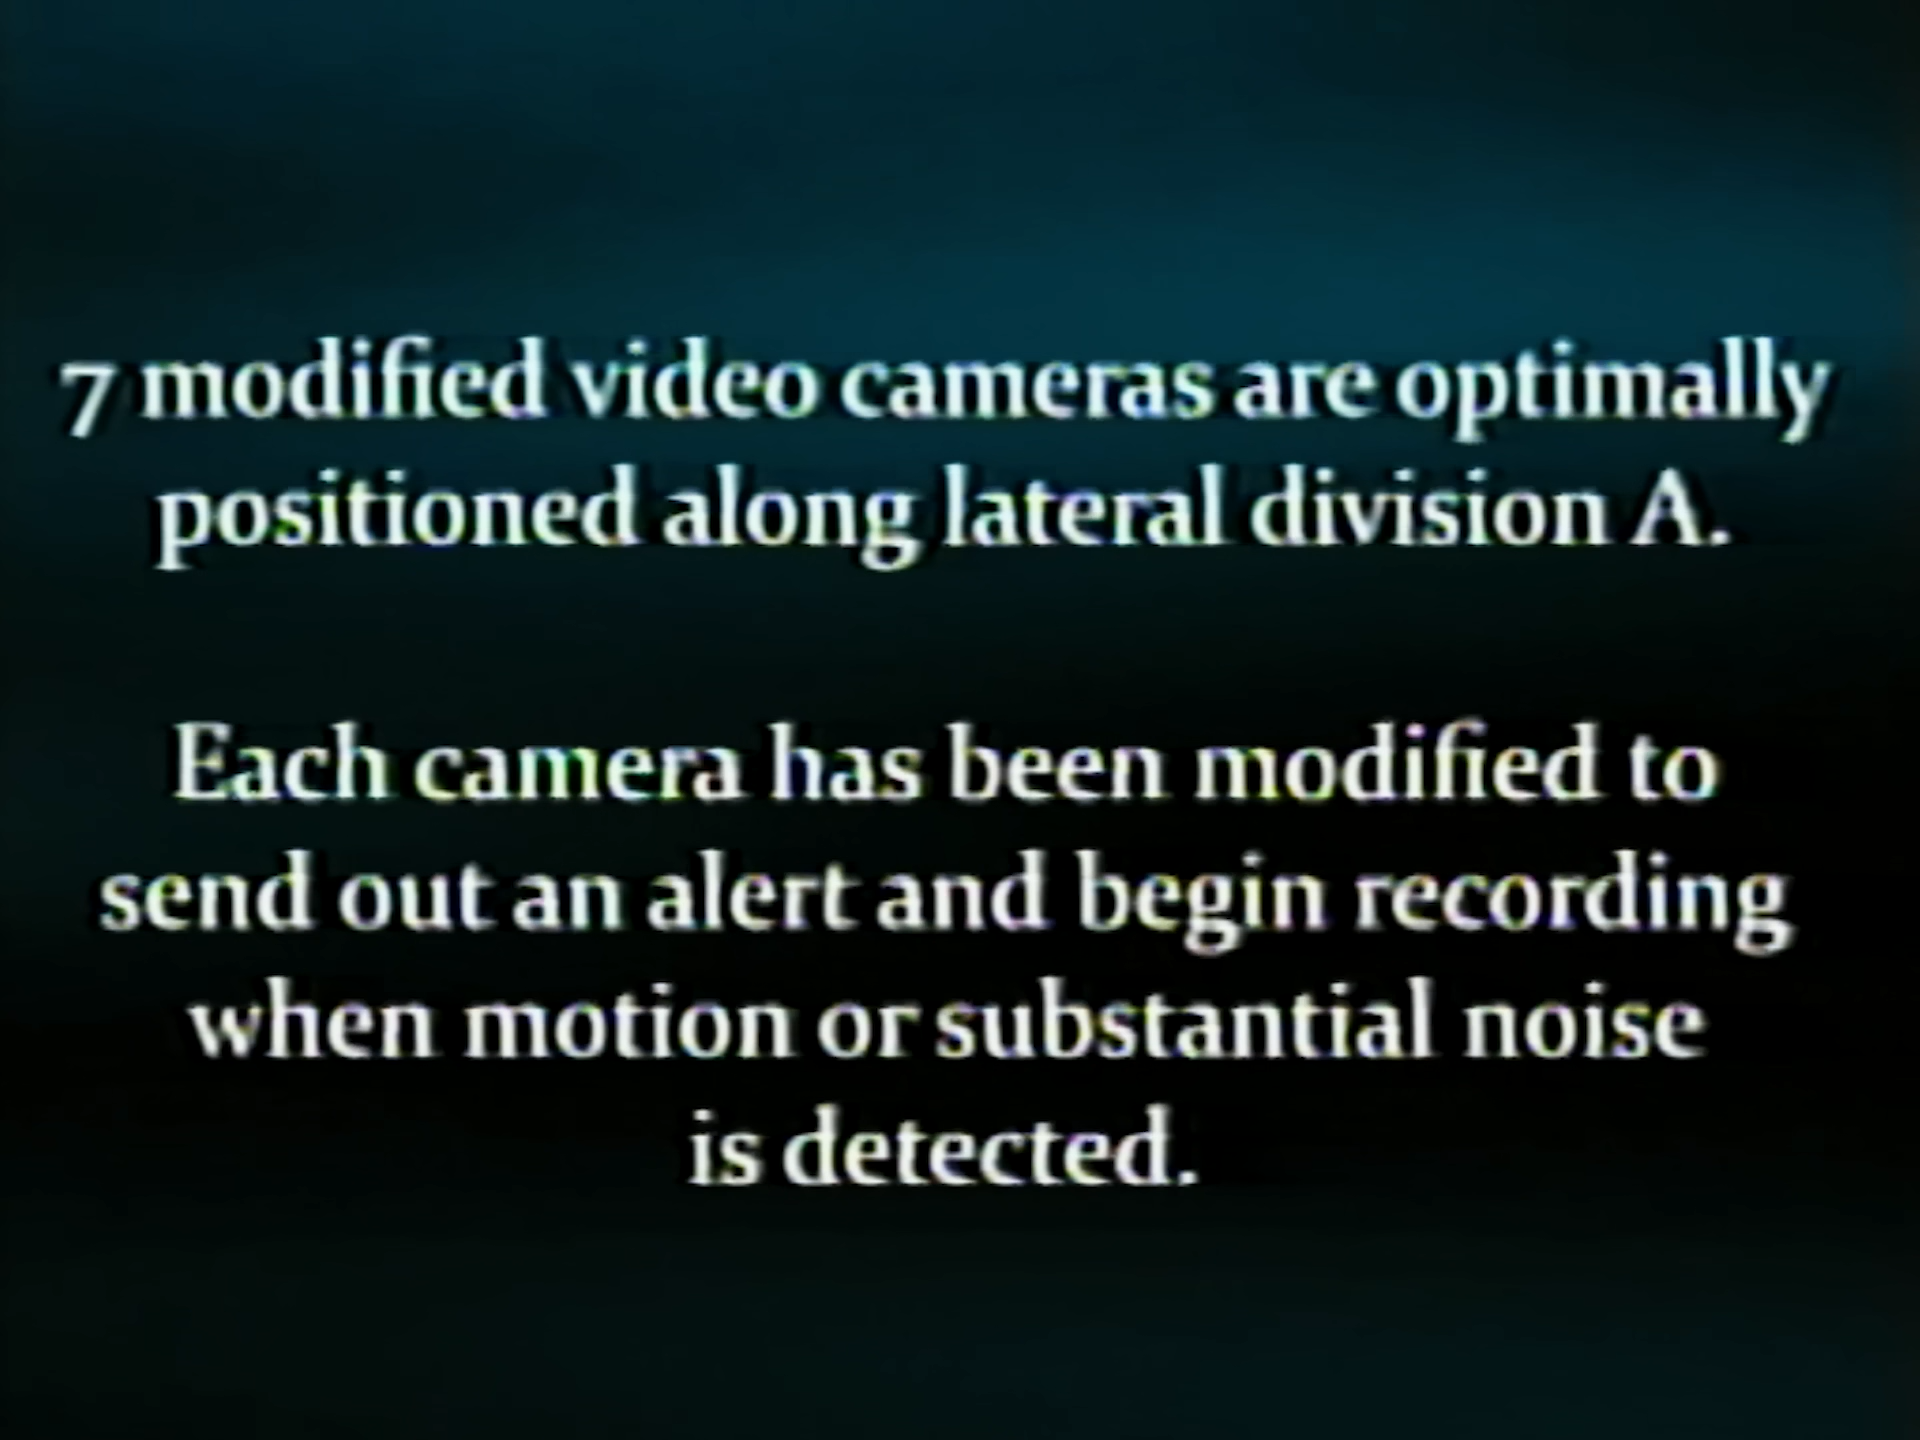 7 modified video cameras are optimally
positioned along lateral division A.
Each camera has been modified to
send out an alert and begin recording
when motion or substantial noise
is detected.